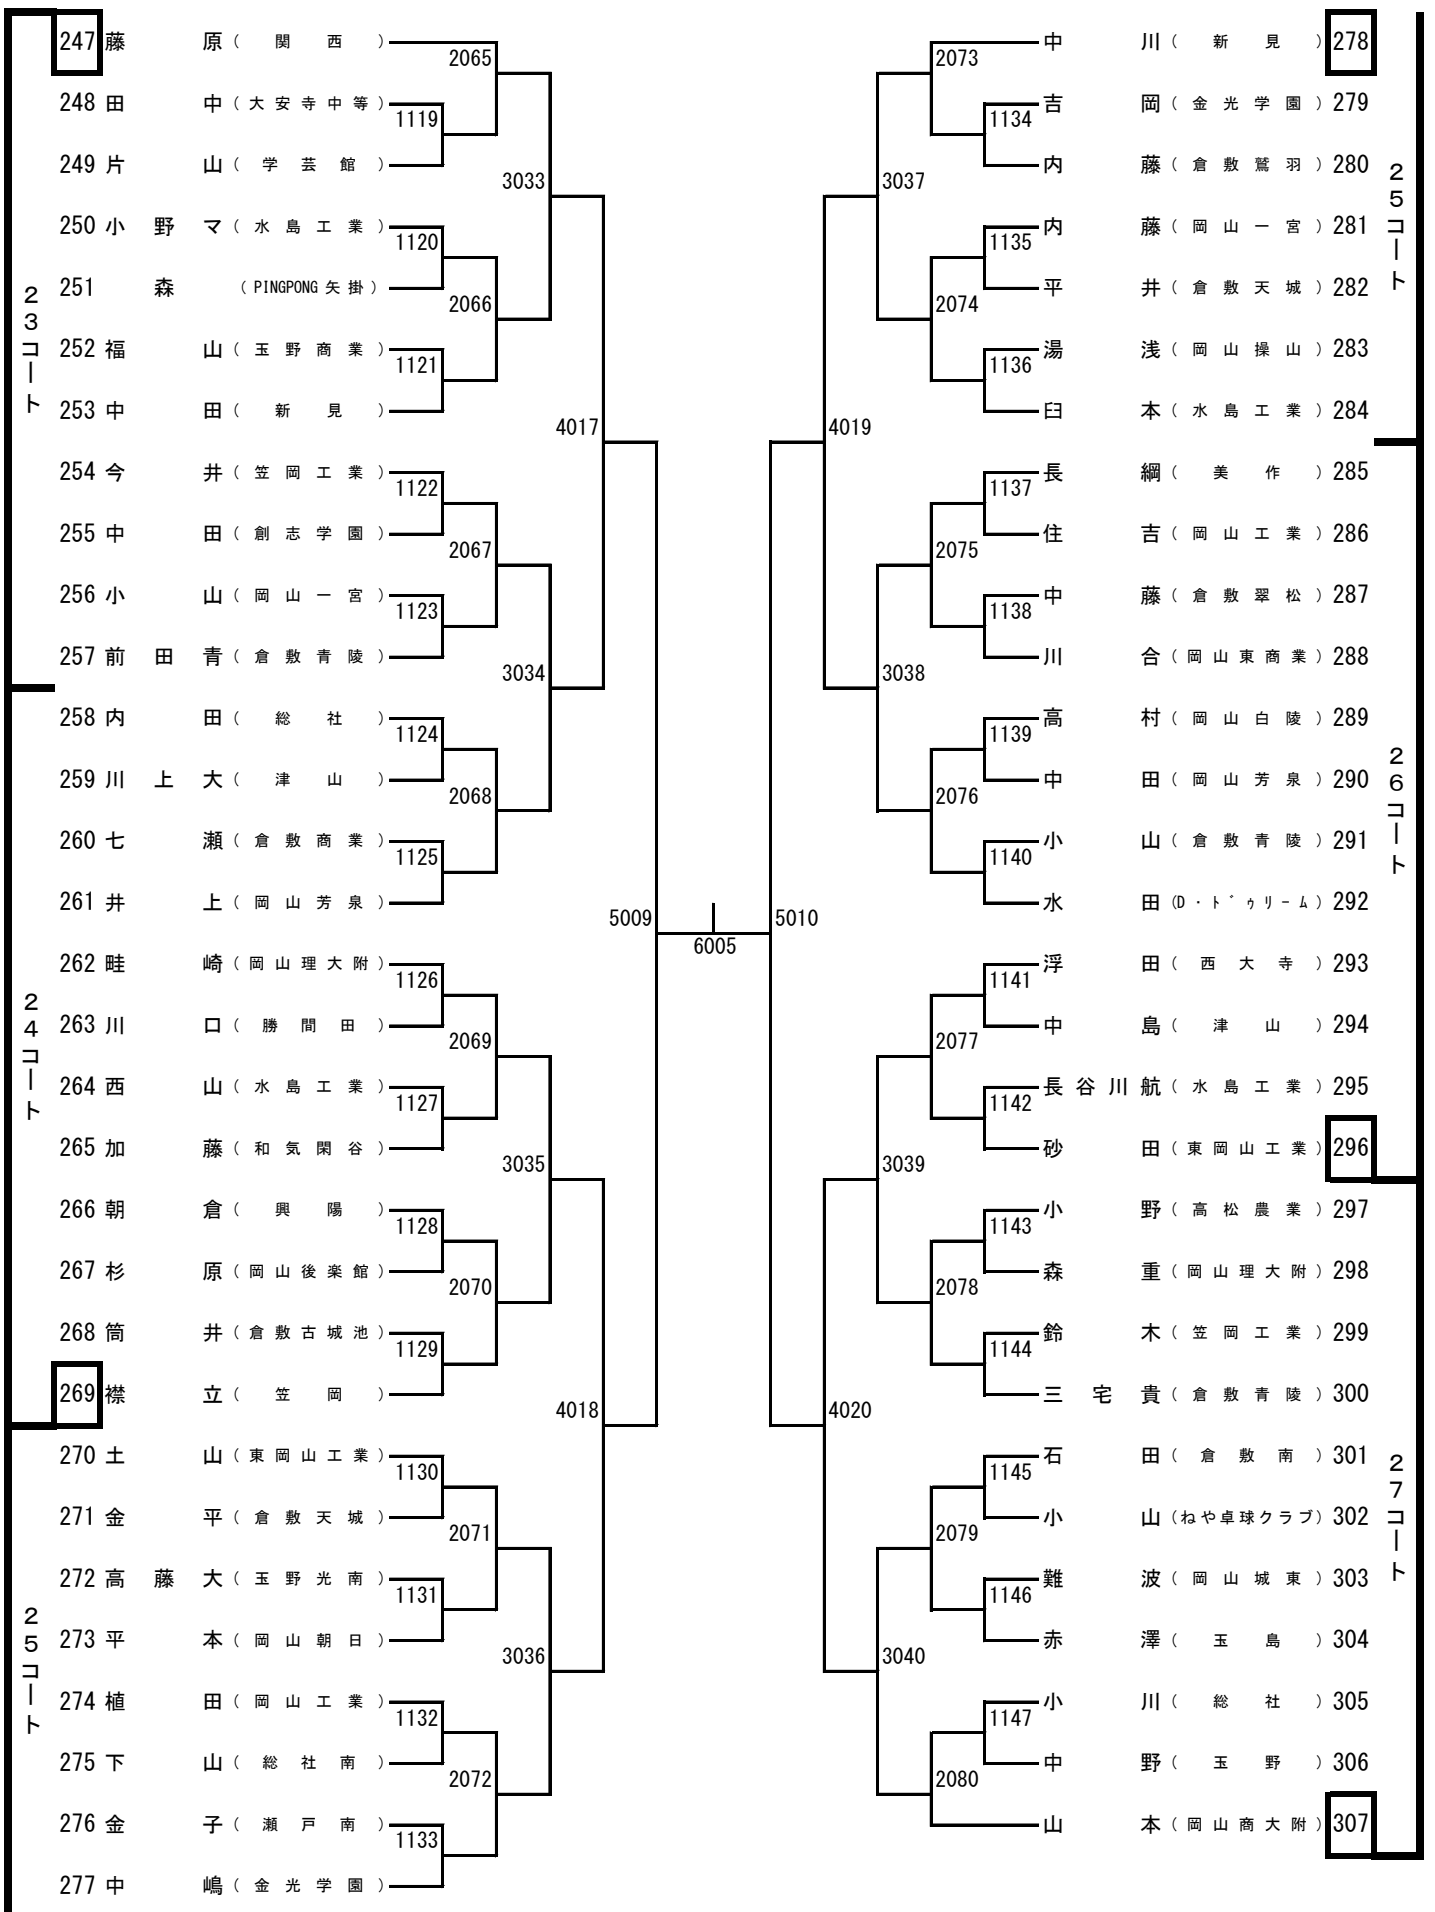 247 藤原 (関西)
248 田中 (大安寺中等)
249 片山 (学芸館)
250 小野マ (水島工業)
251 森 (PINGPONG矢掛)
252 福山 (玉野商業)
253 中田 (新見)
254 今井 (笠岡工業)
255 中田 (創志学園)
256 小山 (岡山一宮)
257 前田青 (倉敷青陵)
258 内田 (総社)
259 川上大 (津山)
260 七瀬 (倉敷商業)
261 井上 (岡山芳泉)
262 畦崎 (岡山理大附)
263 川口 (勝間田)
264 西山 (水島工業)
265 加藤 (和気閑谷)
266 朝倉 (興陽)
267 杉原 (岡山後楽館)
268 筒井 (倉敷古城池)
269 襟立 (笠岡)
270 土山 (東岡山工業)
271 金平 (倉敷天城)
272 高藤大 (玉野光南)
273 平本 (岡山朝日)
274 植田 (岡山工業)
275 下山 (総社南)
276 金子 (瀬戸南)
277 中嶋 (金光学園)
23コート
24コート
25コート
1119
1120
1121
1122
1123
1124
1125
1126
1127
1128
1129
1130
1131
1132
1133
2065
2066
2067
2068
2069
2070
2071
2072
3033
3034
3035
3036
4017
4018
5009
6005
5010
4019
4020
3037
3038
3039
3040
2073
2074
2075
2076
2077
2078
2079
2080
1134
1135
1136
1137
1138
1139
1140
1141
1142
1143
1144
1145
1146
1147
中川 (新見) 278
吉岡 (金光学園) 279
内藤 (倉敷鷲羽) 280
内藤 (岡山一宮) 281
平井 (倉敷天城) 282
湯浅 (岡山操山) 283
臼本 (水島工業) 284
長綱 (美作) 285
住吉 (岡山工業) 286
中藤 (倉敷翠松) 287
川合 (岡山東商業) 288
高村 (岡山白陵) 289
中田 (岡山芳泉) 290
小山 (倉敷青陵) 291
水田 (D・ドゥリーム) 292
浮田 (西大寺) 293
中島 (津山) 294
長谷川航 (水島工業) 295
砂田 (東岡山工業) 296
小野 (高松農業) 297
森重 (岡山理大附) 298
鈴木 (笠岡工業) 299
三宅貴 (倉敷青陵) 300
石田 (倉敷南) 301
小山 (ねや卓球クラブ) 302
難波 (岡山城東) 303
赤澤 (玉島) 304
小川 (総社) 305
中野 (玉野) 306
山本 (岡山商大附) 307
25コート
26コート
27コート